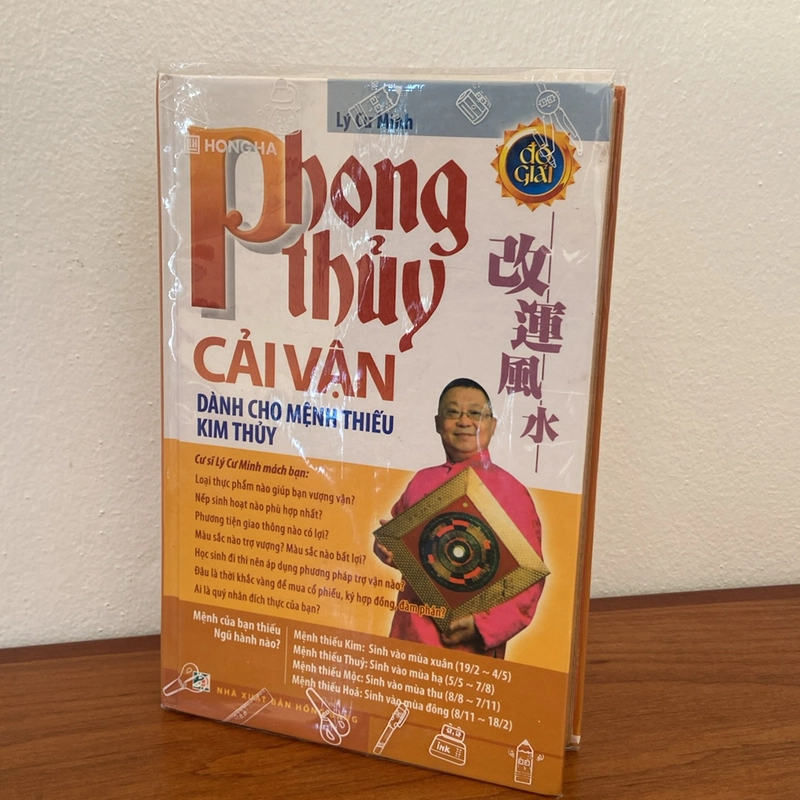 Lý Cư Minh
HONG HA
đồ
GIẢI
Phong
thủy
CẢI VẬN
DÀNH CHO MỆNH THIẾU
KIM THỦY
改運風水
Cư sĩ Lý Cư Minh mách bạn:
Loại thực phẩm nào giúp bạn vượng vận?
Nếp sinh hoạt nào phù hợp nhất?
Phương tiện giao thông nào có lợi?
Màu sắc nào trợ vượng? Màu sắc nào bất lợi?
Học sinh đi thi nên áp dụng phương pháp trợ vận nào?
Đâu là thời khắc vàng để mua cổ phiếu, ký hợp đồng, đàm phán?
Ai là quý nhân đích thực của bạn?
Mệnh của bạn thiếu
Ngũ hành nào?
Mệnh thiếu Kim: Sinh vào mùa xuân (19/2 ~ 4/5)
Mệnh thiếu Thuỷ: Sinh vào mùa hạ (5/5 ~ 7/8)
Mệnh thiếu Mộc: Sinh vào mùa thu (8/8 ~ 7/11)
Mệnh thiếu Hoả: Sinh vào mùa đông (8/11 ~ 18/2)
NHÀ XUẤT BẢN HỒNG
INK